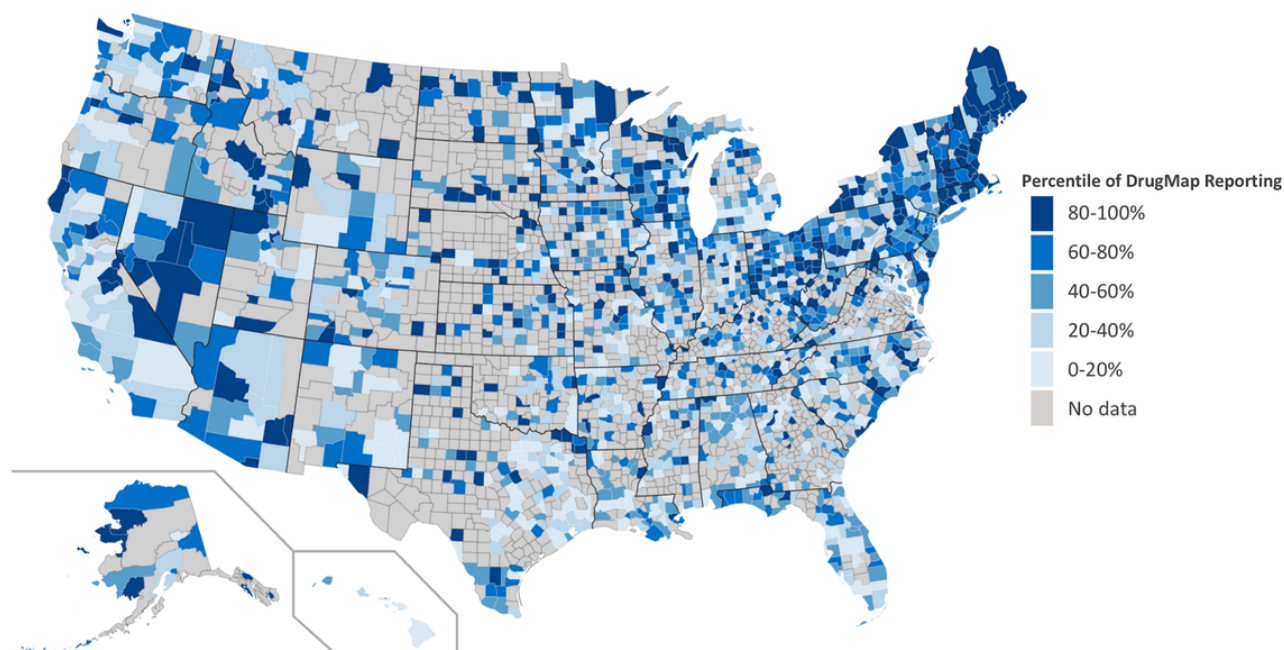 Percentile of DrugMap Reporting
80-100%
60-80%
40-60%
20-40%
0-20%
No data